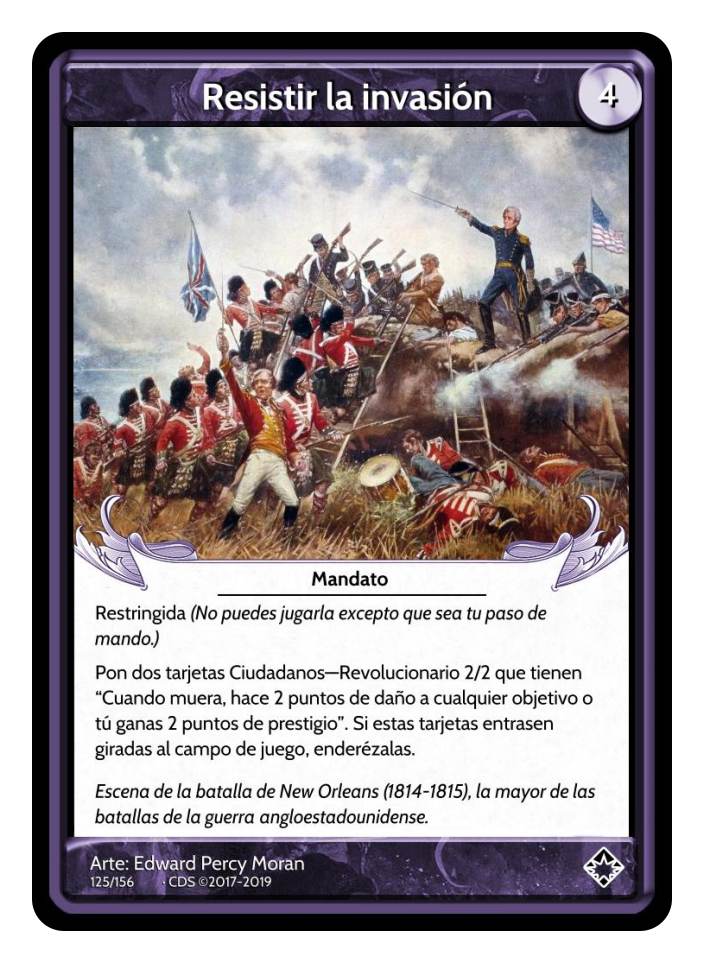 Resistir la invasión
4
Mandato
Restringida (No puedes jugarla excepto que sea tu paso de
mando.)
Pon dos tarjetas Ciudadanos—Revolucionario 2/2 que tienen
“Cuando muera, hace 2 puntos de daño a cualquier objetivo o
tú ganas 2 puntos de prestigio”. Si estas tarjetas entrasen
giradas al campo de juego, enderézalas.
Escena de la batalla de New Orleans (1814-1815), la mayor de las
batallas de la guerra angloestadounidense.
Arte: Edward Percy Moran
125/156 · CDS ©2017-2019